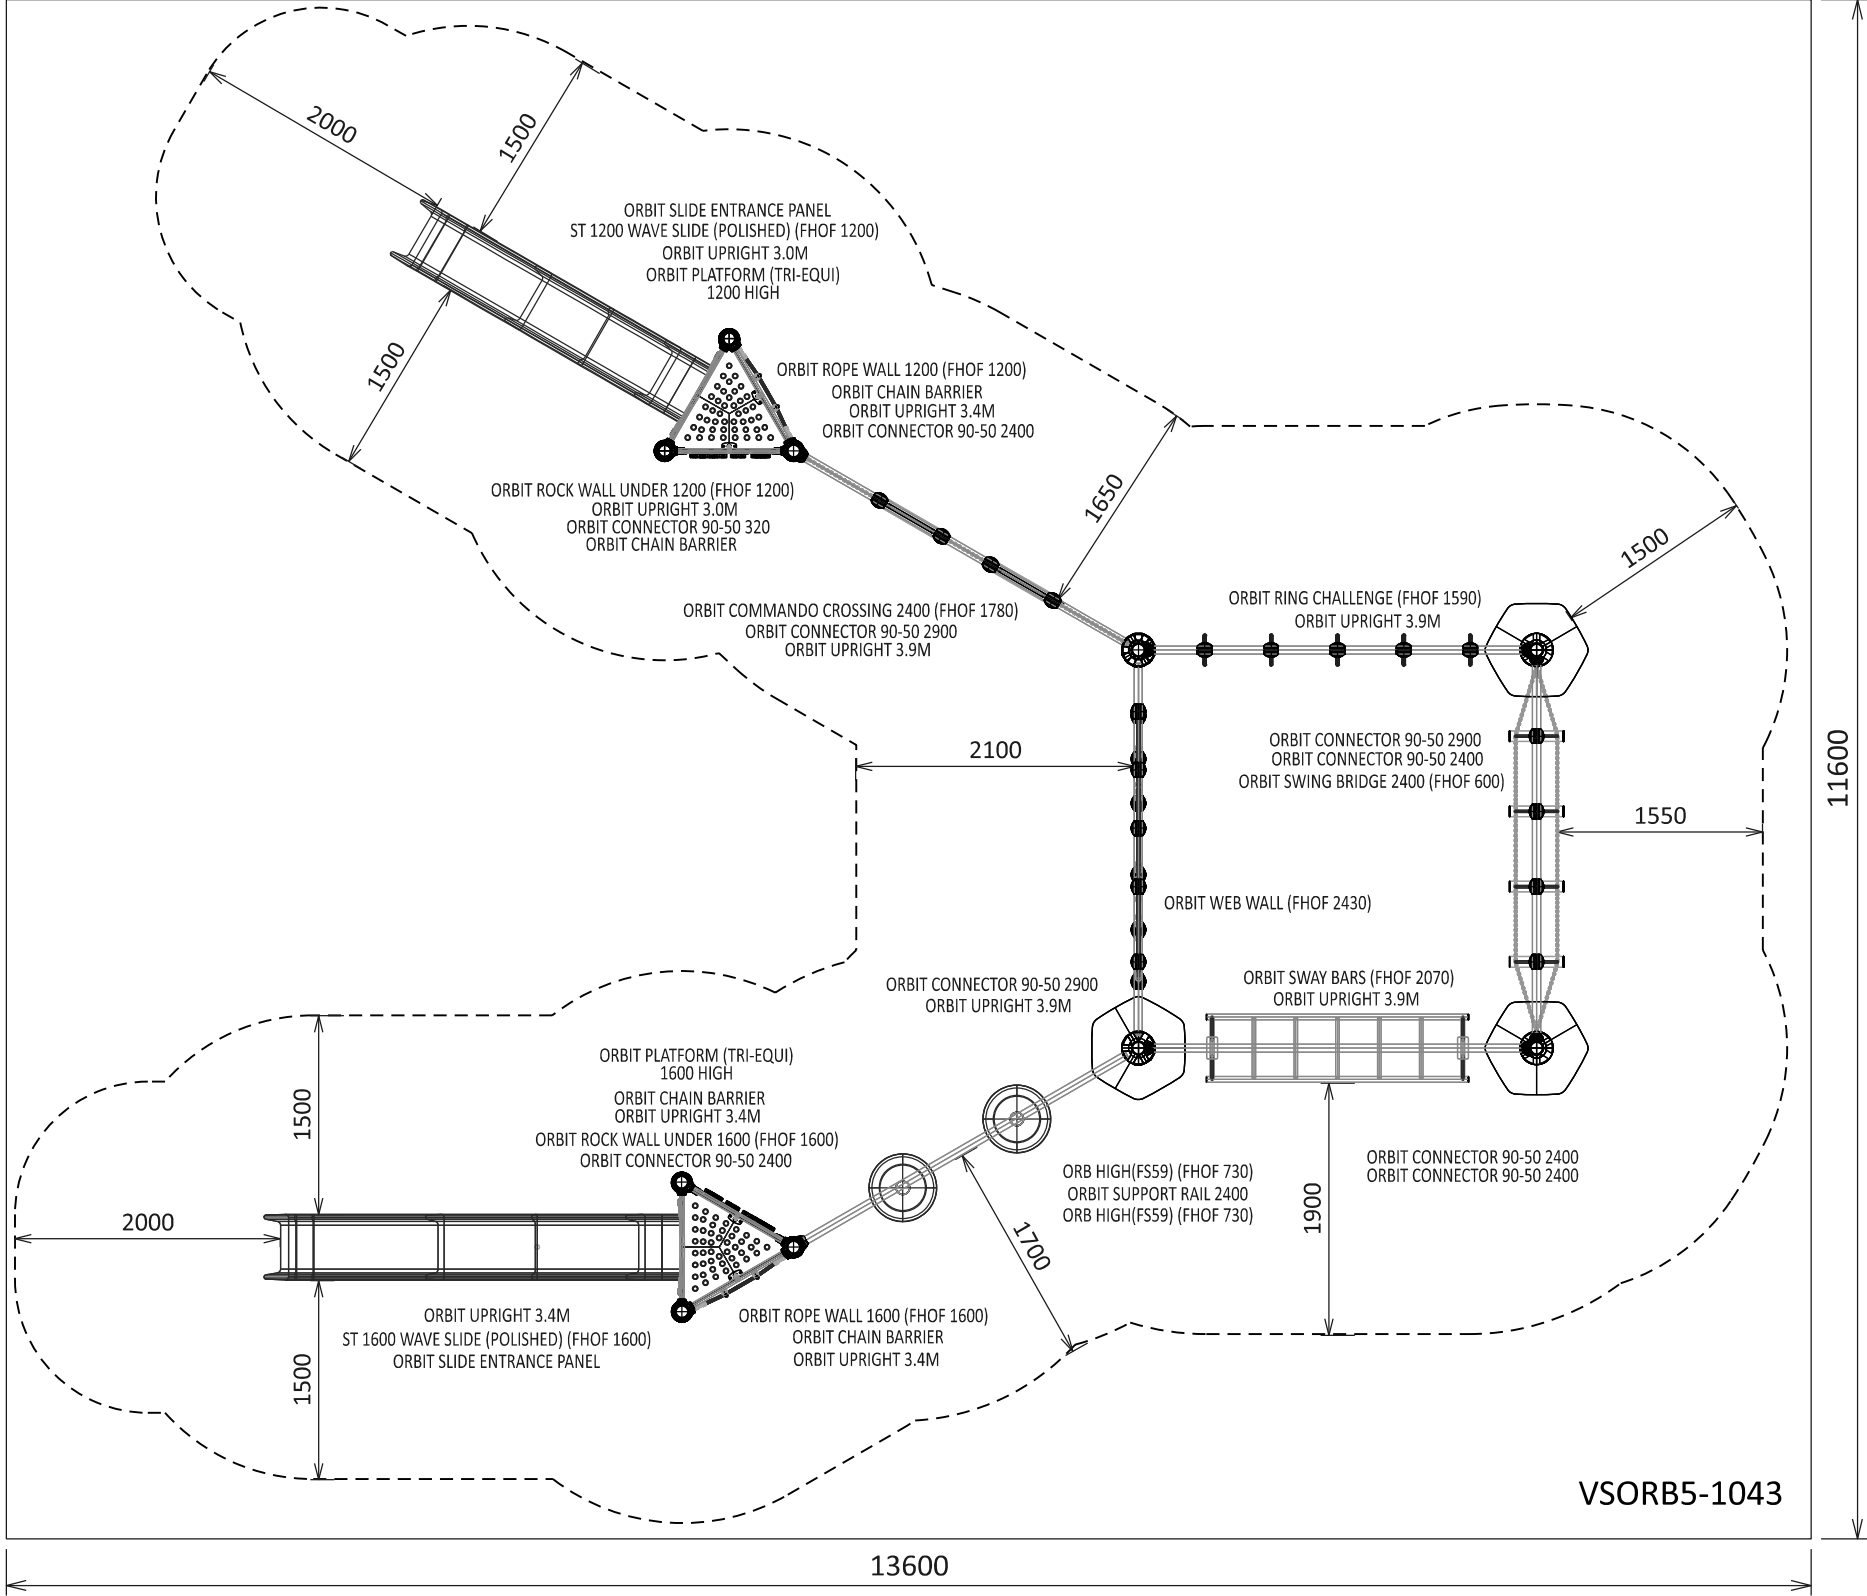 2000
1500
ORBIT SLIDE ENTRANCE PANEL
ST 1200 WAVE SLIDE (POLISHED) (FHOF 1200)
ORBIT UPRIGHT 3.0M
ORBIT PLATFORM (TRI-EQUI)
1200 HIGH
1500
ORBIT ROPE WALL 1200 (FHOF 1200)
ORBIT CHAIN BARRIER
ORBIT UPRIGHT 3.4M
ORBIT CONNECTOR 90-50 2400
ORBIT ROCK WALL UNDER 1200 (FHOF 1200)
ORBIT UPRIGHT 3.0M
ORBIT CONNECTOR 90-50 320
ORBIT CHAIN BARRIER
1650
1500
ORBIT COMMANDO CROSSING 2400 (FHOF 1780)
ORBIT CONNECTOR 90-50 2900
ORBIT UPRIGHT 3.9M
ORBIT RING CHALLENGE (FHOF 1590)
ORBIT UPRIGHT 3.9M
2100
ORBIT CONNECTOR 90-50 2900
ORBIT CONNECTOR 90-50 2400
ORBIT SWING BRIDGE 2400 (FHOF 600)
1550
11600
ORBIT WEB WALL (FHOF 2430)
ORBIT CONNECTOR 90-50 2900
ORBIT UPRIGHT 3.9M
ORBIT SWAY BARS (FHOF 2070)
ORBIT UPRIGHT 3.9M
ORBIT PLATFORM (TRI-EQUI)
1600 HIGH
ORBIT CHAIN BARRIER
ORBIT UPRIGHT 3.4M
ORBIT ROCK WALL UNDER 1600 (FHOF 1600)
ORBIT CONNECTOR 90-50 2400
1500
2000
ORB HIGH(FS59) (FHOF 730)
ORBIT SUPPORT RAIL 2400
ORB HIGH(FS59) (FHOF 730)
1700
1900
ORBIT CONNECTOR 90-50 2400
ORBIT CONNECTOR 90-50 2400
ORBIT UPRIGHT 3.4M
ST 1600 WAVE SLIDE (POLISHED) (FHOF 1600)
ORBIT SLIDE ENTRANCE PANEL
1500
ORBIT ROPE WALL 1600 (FHOF 1600)
ORBIT CHAIN BARRIER
ORBIT UPRIGHT 3.4M
VSORB5-1043
13600